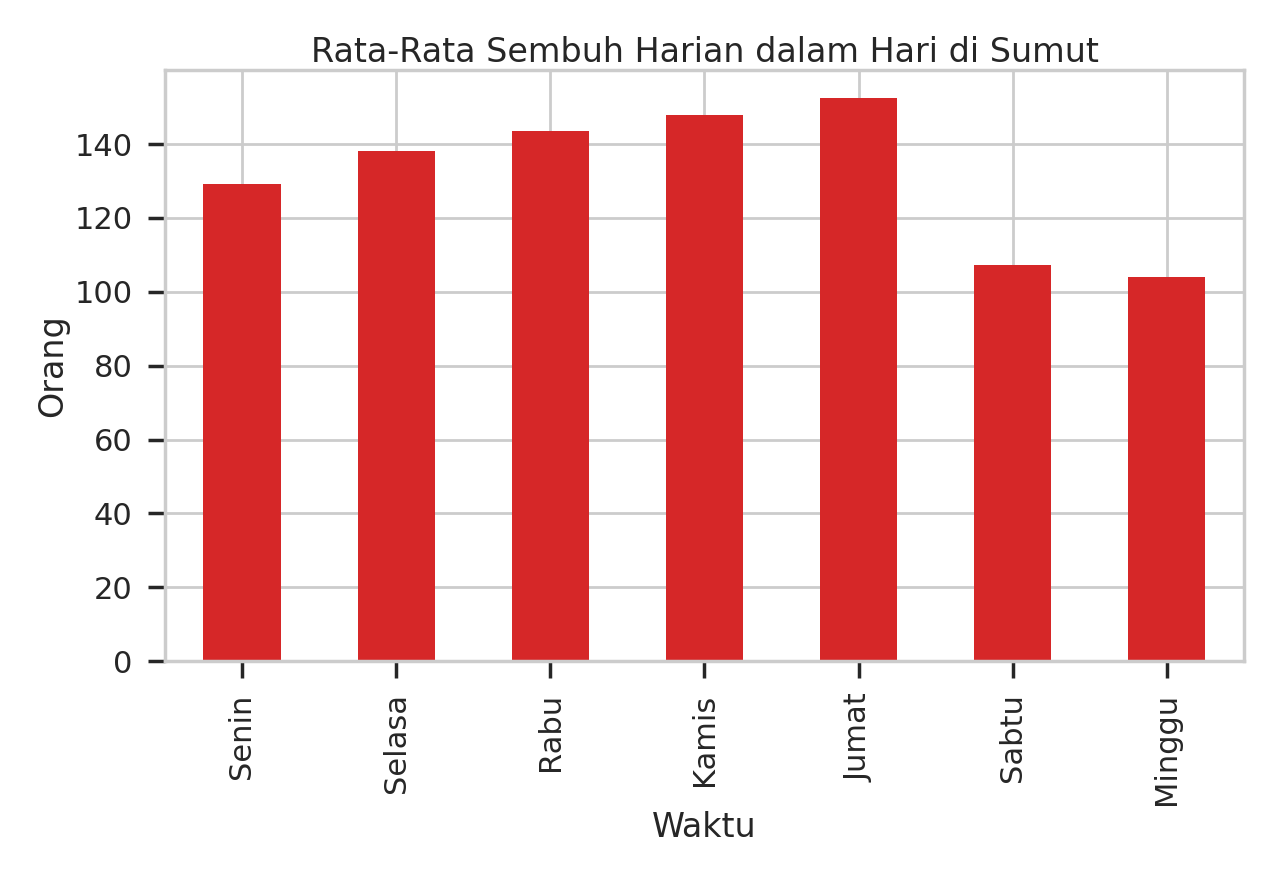 Rata-Rata Sembuh Harian dalam Hari di Sumut
Orang
140
120
100
80
60
40
20
0
Senin
Selasa
Rabu
Kamis
Jumat
Sabtu
Minggu
Waktu